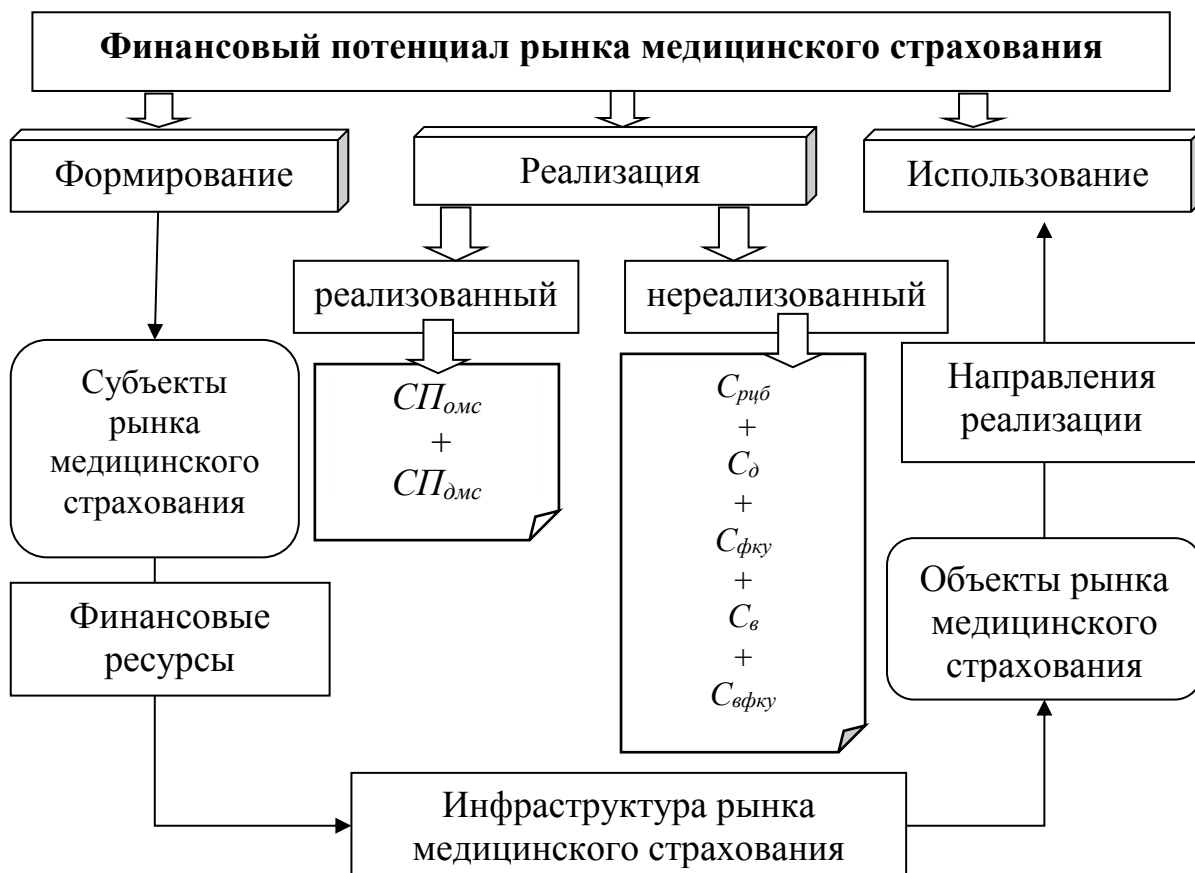 Финансовый потенциал рынка медицинского страхования
Формирование
Реализация
Использование
реализованный
нереализованный
Субъекты
рынка
медицинского
страхования
СПомс
+
СПдмс
Срцб
+
Сд
+
Сфку
+
Св
+
Свфку
Направления
реализации
Финансовые
ресурсы
Объекты рынка
медицинского
страхования
Инфраструктура рынка
медицинского страхования